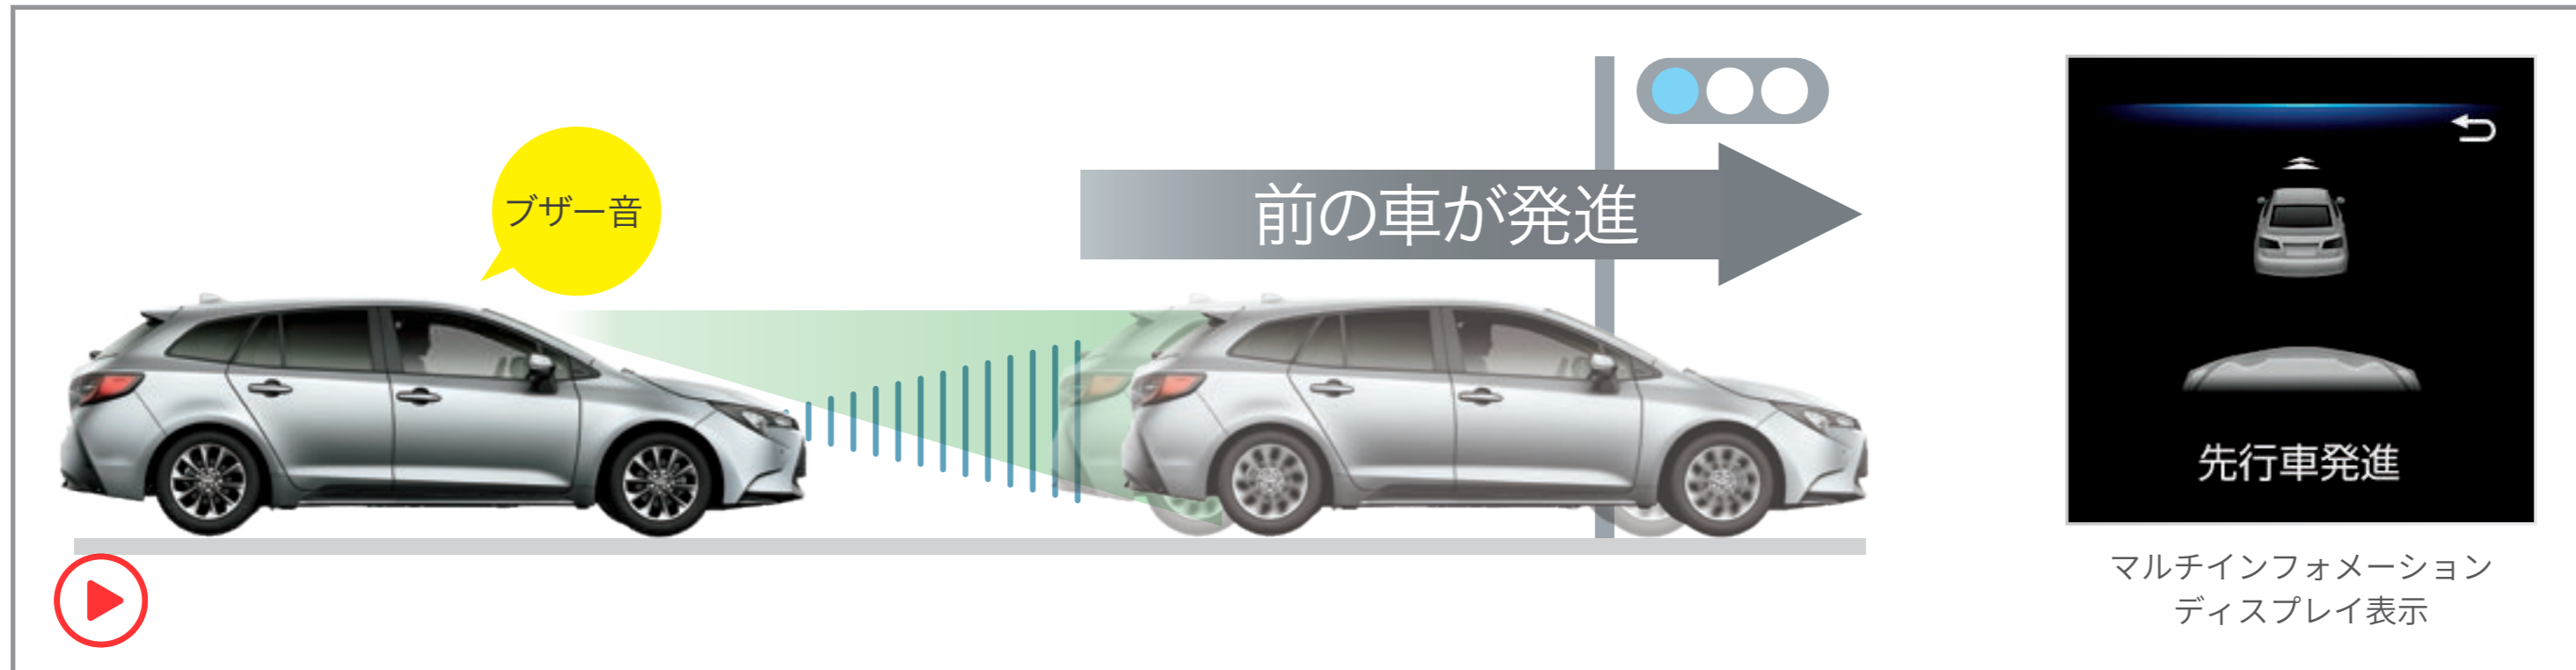 ブザー音
前の車が発進
先行車発進
マルチインフォメーション
ディスプレイ表示